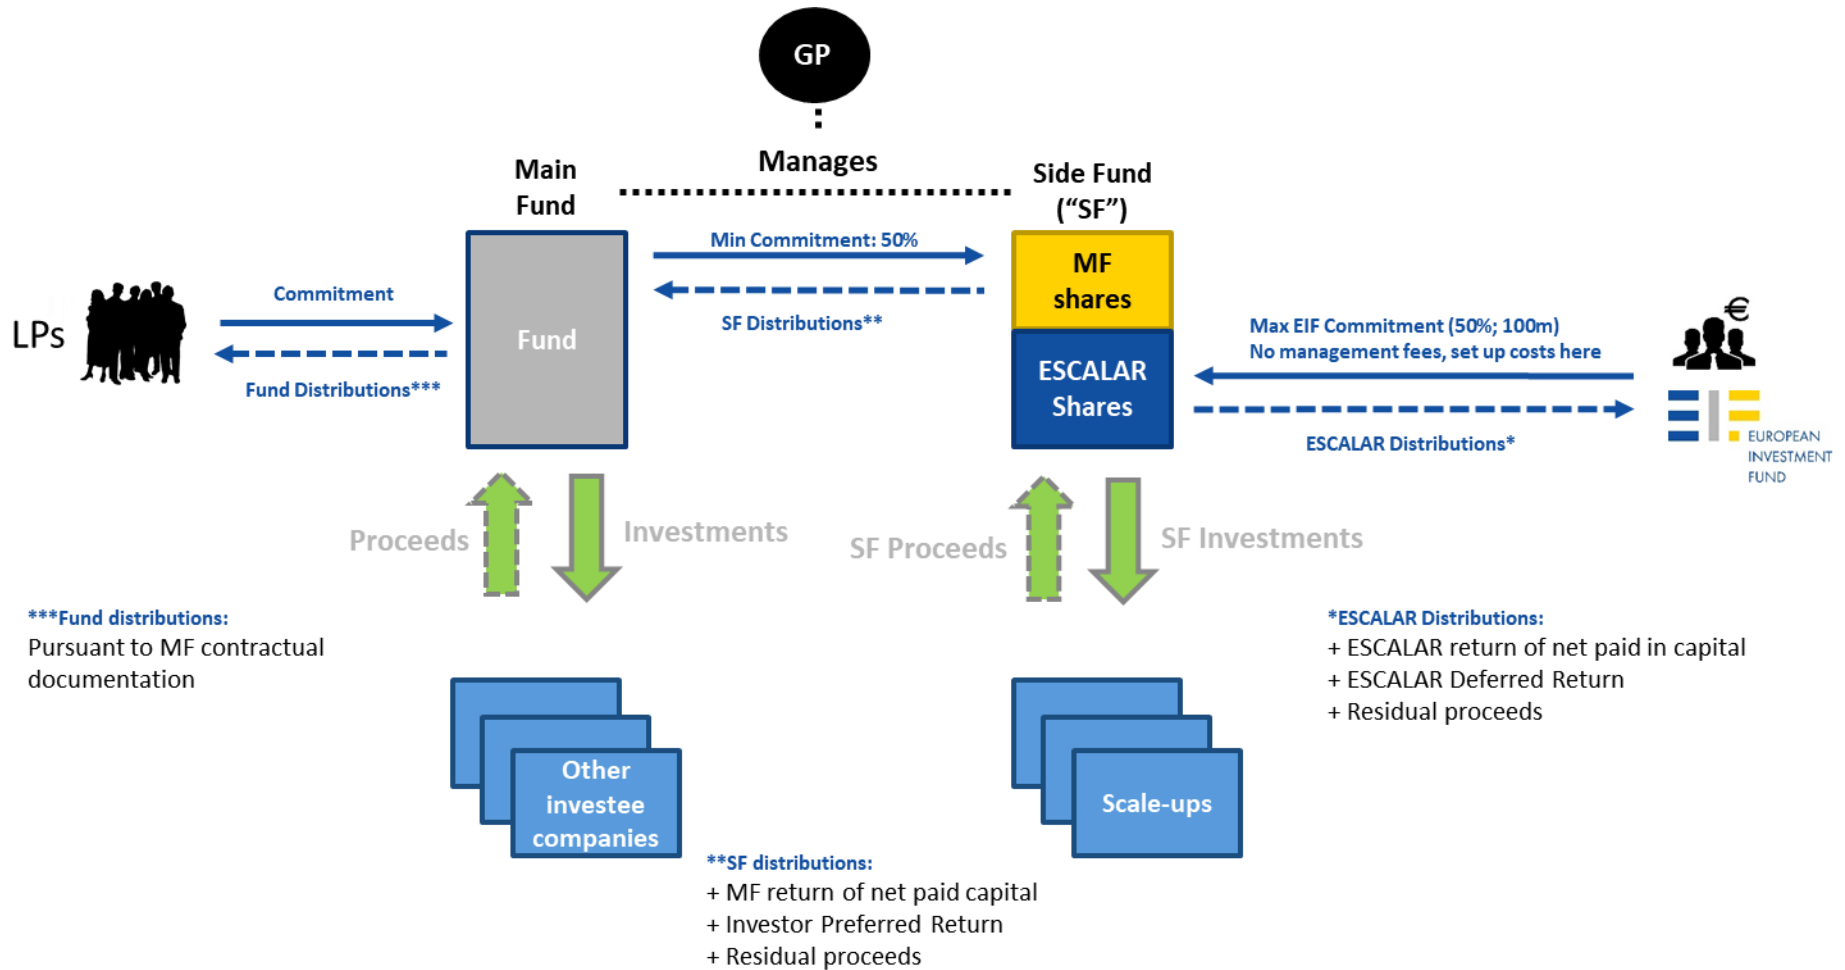 GP
Manages
Main
Fund
Side Fund
(“SF”)
Min Commitment: 50%
SF Distributions**
MF
shares
ESCALAR
Shares
Fund
LPs
Commitment
Fund Distributions***
Max EIF Commitment (50%; 100m)
No management fees, set up costs here
ESCALAR Distributions*
€
EIF
EUROPEAN
INVESTMENT
FUND
Proceeds
Investments
SF Proceeds
SF Investments
***Fund distributions:
Pursuant to MF contractual
documentation
*ESCALAR Distributions:
+ ESCALAR return of net paid in capital
+ ESCALAR Deferred Return
+ Residual proceeds
Other
investee
companies
Scale-ups
**SF distributions:
+ MF return of net paid capital
+ Investor Preferred Return
+ Residual proceeds